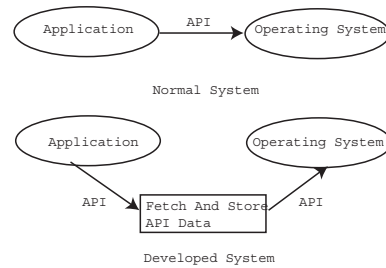 Application
API
Operating System
Normal System
Application
Operating System
API
Fetch And Store
API Data
API
Developed System